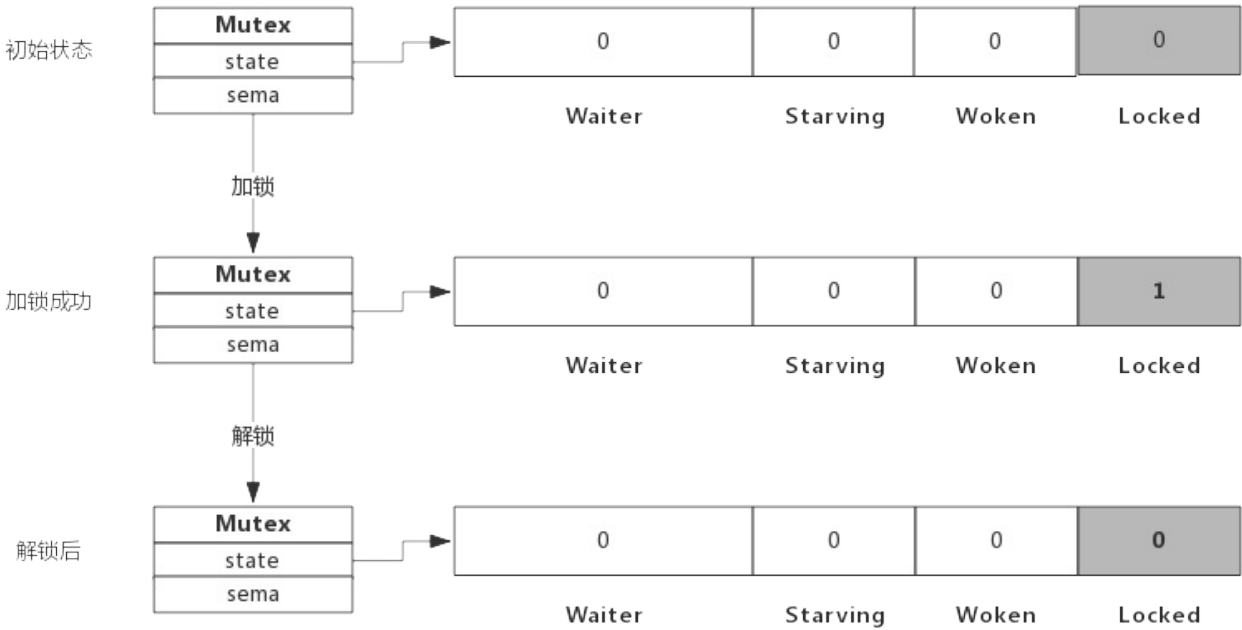 初始状态
Mutex
state
sema
0 0 0 0
Waiter Starving Woken Locked
加锁
加锁成功
Mutex
state
sema
0 0 0 1
Waiter Starving Woken Locked
解锁
解锁后
Mutex
state
sema
0 0 0 0
Waiter Starving Woken Locked